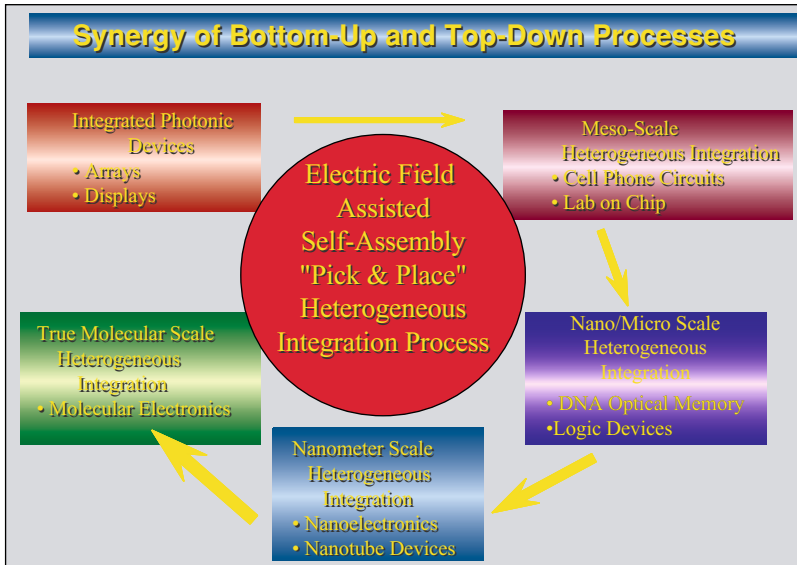 Synergy of Bottom-Up and Top-Down Processes
Integrated Photonic
Devices
• Arrays
• Displays
Electric Field
Assisted
Self-Assembly
"Pick & Place"
Heterogeneous
Integration Process
Meso-Scale
Heterogeneous Integration
• Cell Phone Circuits
• Lab on Chip
Nano/Micro Scale
Heterogeneous
Integration
• DNA Optical Memory
•Logic Devices
Nanometer Scale
Heterogeneous
Integration
• Nanoelectronics
• Nanotube Devices
True Molecular Scale
Heterogeneous
Integration
• Molecular Electronics